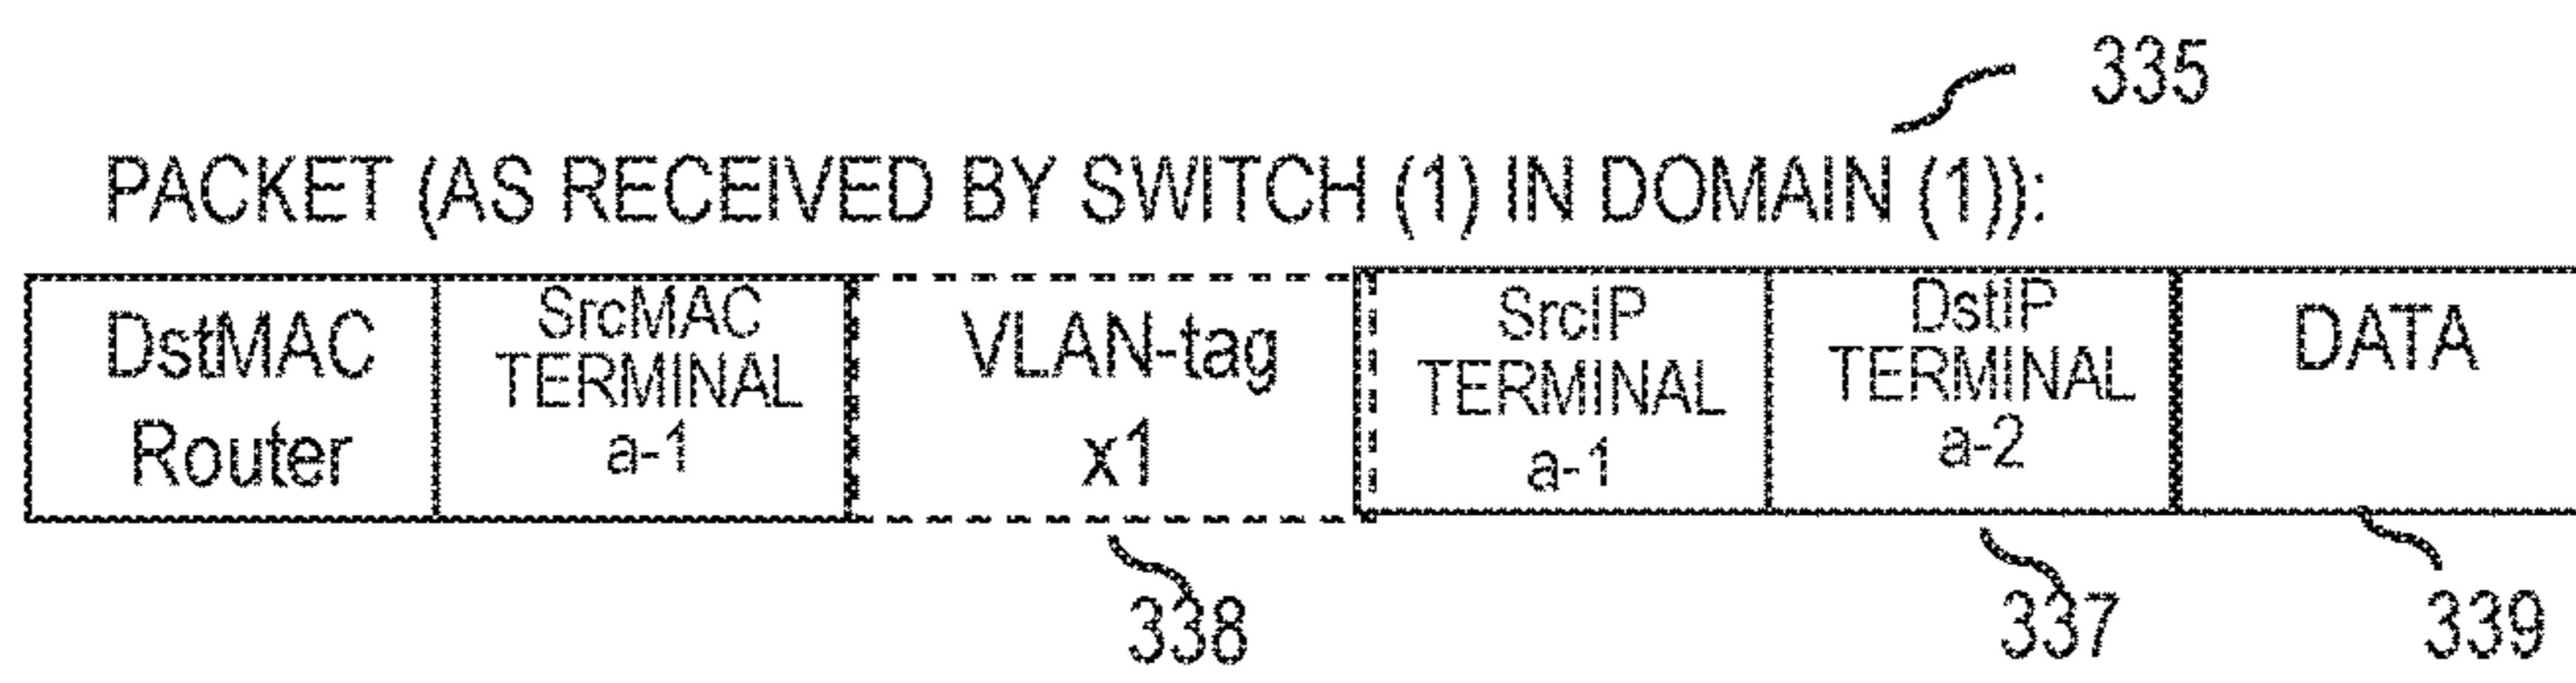 335
PACKET (AS RECEIVED BY SWITCH (1) IN DOMAIN (1)):
DstMAC
Router
SrcMAC
TERMINAL
a-1
VLAN-tag
x1
SrcIP
TERMINAL
a-1
DstIP
TERMINAL
a-2
DATA
338
337
339